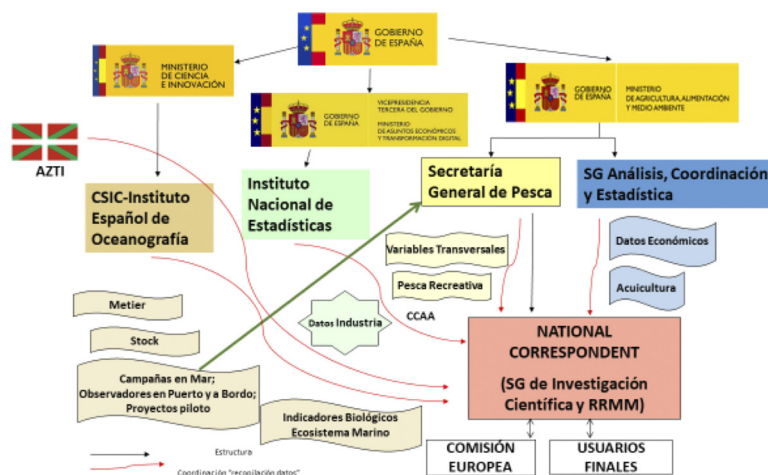 GOBIERNO
DE ESPAÑA
MINISTERIO
DE CIENCIA
E INNOVACIÓN
GOBIERNO
DE ESPAÑA
VICEPRESIDENCIA
TERCERA DEL GOBIERNO
MINISTERIO
DE ASUNTOS ECONÓMICOS
Y TRANSFORMACIÓN DIGITAL
GOBIERNO
DE ESPAÑA
MINISTERIO
DE AGRICULTURA, ALIMENTACIÓN
Y MEDIO AMBIENTE
AZTI
CSIC-Instituto
Español de
Oceanografía
Instituto
Nacional de
Estadísticas
Secretaría
General de Pesca
SG Análisis, Coordinación
y Estadística
Variables Transversales
Pesca Recreativa
Datos Económicos
Acuicultura
Metier
Stock
Datos Industria
CCAA
Campañas en Mar;
Observadores en Puerto y a Bordo;
Proyectos piloto
Indicadores Biológicos
Ecosistema Marino
NATIONAL
CORRESPONDENT
(SG de Investigación
Científica y RRMM)
COMISIÓN
EUROPEA
USUARIOS
FINALES
Estructura
Coordinación "recopilación datos"